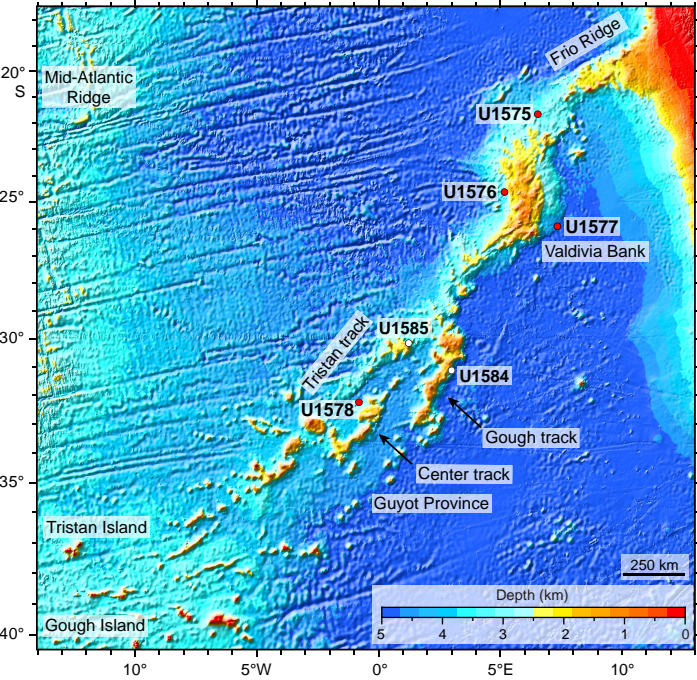 Frio Ridge
20°
S
Mid-Atlantic
Ridge
U1575
25°
U1576
U1577
Valdivia Bank
30°
U1585
Tristan track
U1584
U1578
Gough track
Center track
35°
Guyot Province
Tristan Island
250 km
Depth (km)
5 4 3 2 1 0
Gough Island
40°
10° 5°W 0° 5°E 10°